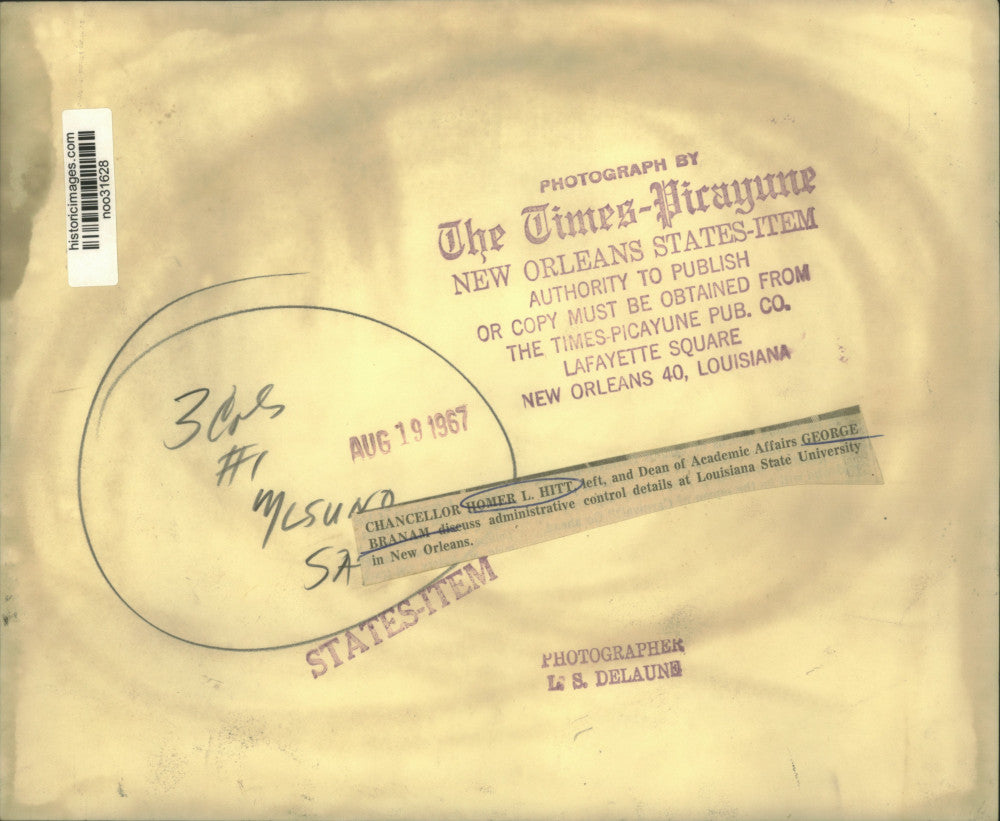 historicimages.com
noo31628
PHOTOGRAPH BY
The Times-Picayune
NEW ORLEANS STATES-ITEM
AUTHORITY TO PUBLISH
OR COPY MUST BE OBTAINED FROM
THE TIMES-PICAYUNE PUB. CO.
LAFAYETTE SQUARE
NEW ORLEANS 40, LOUISIANA
3 Cols
#1
AUG 19 1967
SA
CHANCELLOR HOMER L. HITT, left, and Dean of Academic Affairs GEORGE
BRANAM discuss administrative control details at Louisiana State University
in New Orleans.
STATES-ITEM
PHOTOGRAPHER
L. S. DELAUNE